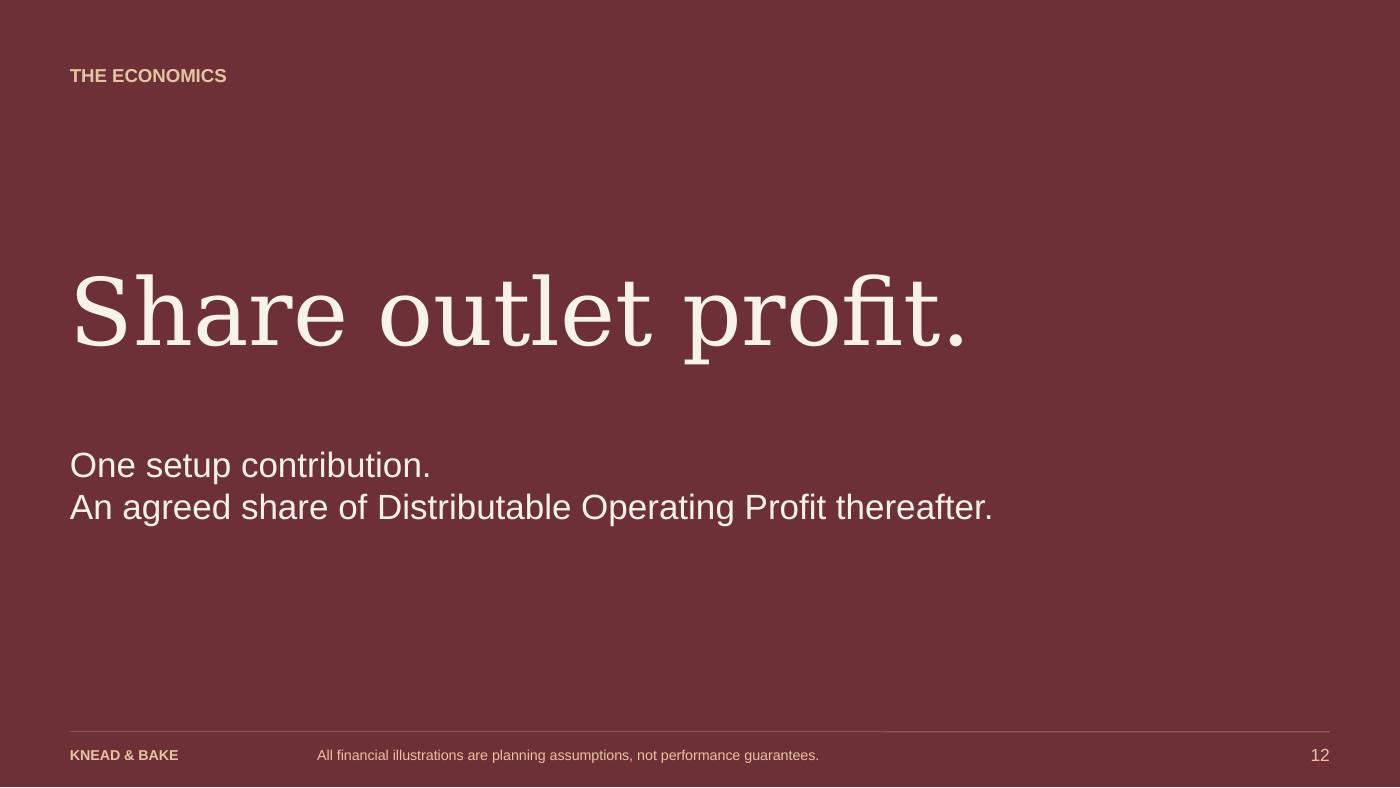 THE ECONOMICS
Share outlet profit.
One setup contribution.
An agreed share of Distributable Operating Profit thereafter.
KNEAD & BAKE
All financial illustrations are planning assumptions, not performance guarantees.
12